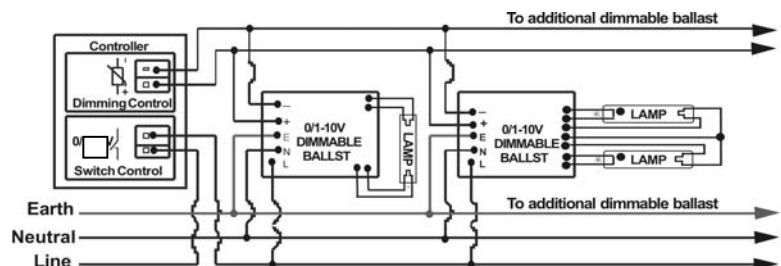 To additional dimmable ballast
Controller
- +
Dimming Control
0/
Switch Control
0/1-10V
DIMMABLE
BALLST
–
+
E
N
L
LAMP
0/1-10V
DIMMABLE
BALLST
–
+
E
N
L
LAMP
LAMP
Earth
To additional dimmable ballast
Neutral
Line